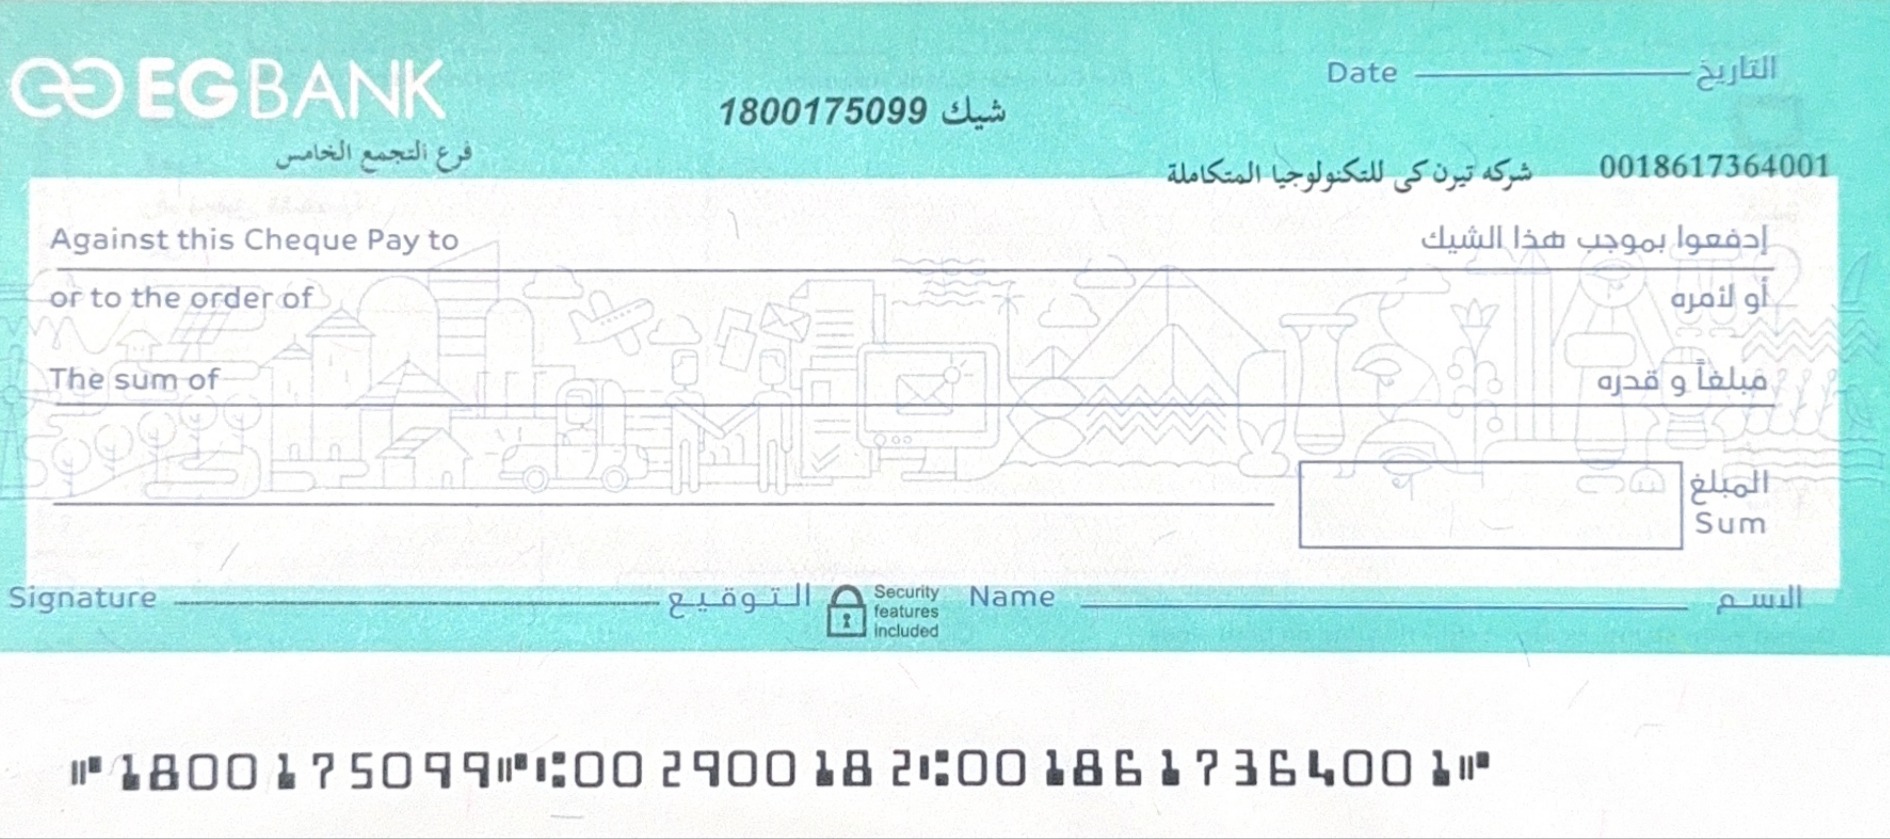 EGBANK
Date التاريخ
شيك 1800175099
فرع التجمع الخامس
شركه تيرن كى للتكنولوجيا المتكاملة 0018617364001
Against this Cheque Pay to إدفعوا بموجب هذا الشيك
or to the order of أو لأمره
The sum of مبلغاً و قدره
المبلغ
Sum
Signature التوقيع
Security
features
included
Name الاسم
⑈1800175099⑈⑆002900182⑆0018617364001⑈